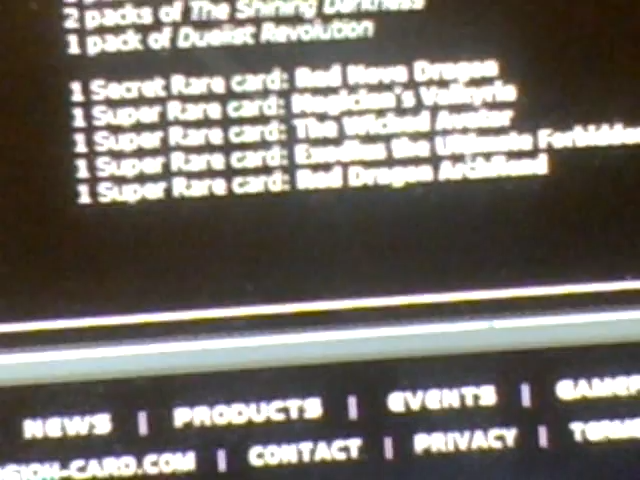 2 packs of The Shining Darkness
1 pack of Duelist Revolution
1 Secret Rare card: Red Nova Dragon
1 Super Rare card: Magician's Valkyria
1 Super Rare card: The Wicked Avatar
1 Super Rare card: Exodius the Ultimate Forbidden
1 Super Rare card: Red Dragon Archfiend
NEWS | PRODUCTS | EVENTS |
-CARD.COM | CONTACT | PRIVACY |